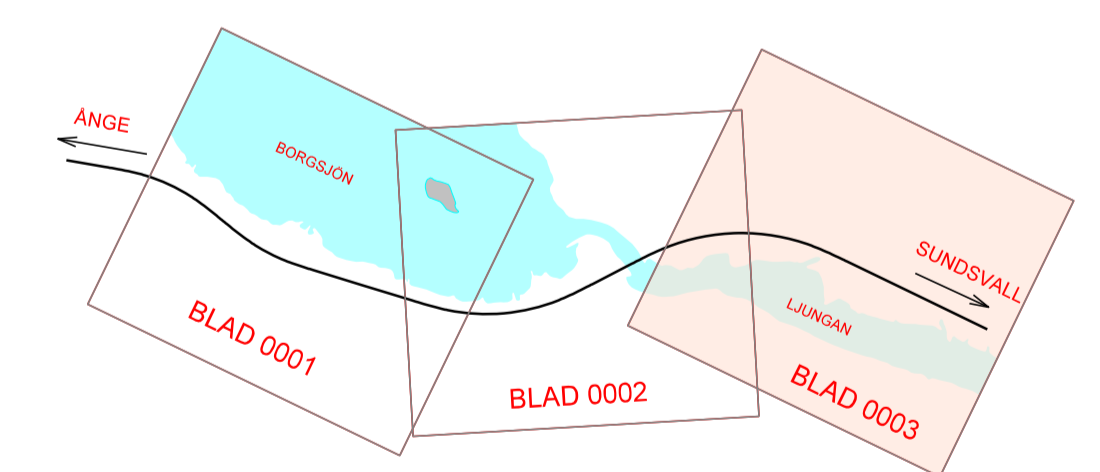 ÅNGE
BORGSJÖN
BLAD 0001
BLAD 0002
SUNDSVALL
LJUNGAN
BLAD 0003